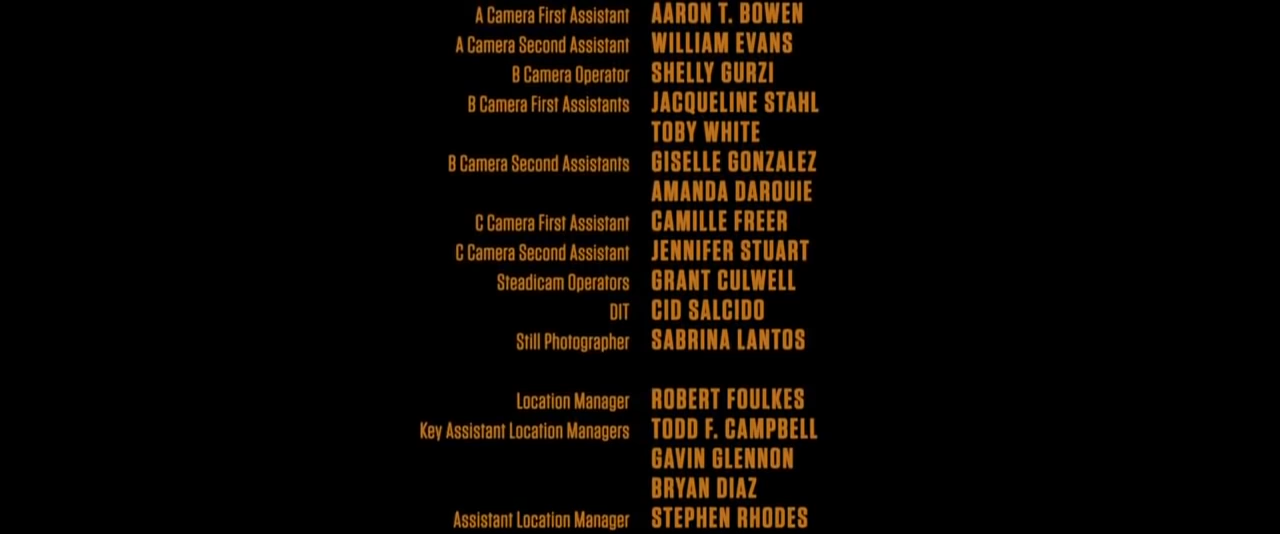 A Camera First Assistant AARON T. BOWEN
A Camera Second Assistant WILLIAM EVANS
B Camera Operator SHELLY GURZI
B Camera First Assistants JACQUELINE STAHL
TOBY WHITE
B Camera Second Assistants GISELLE GONZALEZ
AMANDA DAROUIE
C Camera First Assistant CAMILLE FREER
C Camera Second Assistant JENNIFER STUART
Steadicam Operators GRANT CULWELL
DIT CID SALCIDO
Still Photographer SABRINA LANTOS
Location Manager ROBERT FOULKES
Key Assistant Location Managers TODD F. CAMPBELL
GAVIN GLENNON
BRYAN DIAZ
Assistant Location Manager STEPHEN RHODES